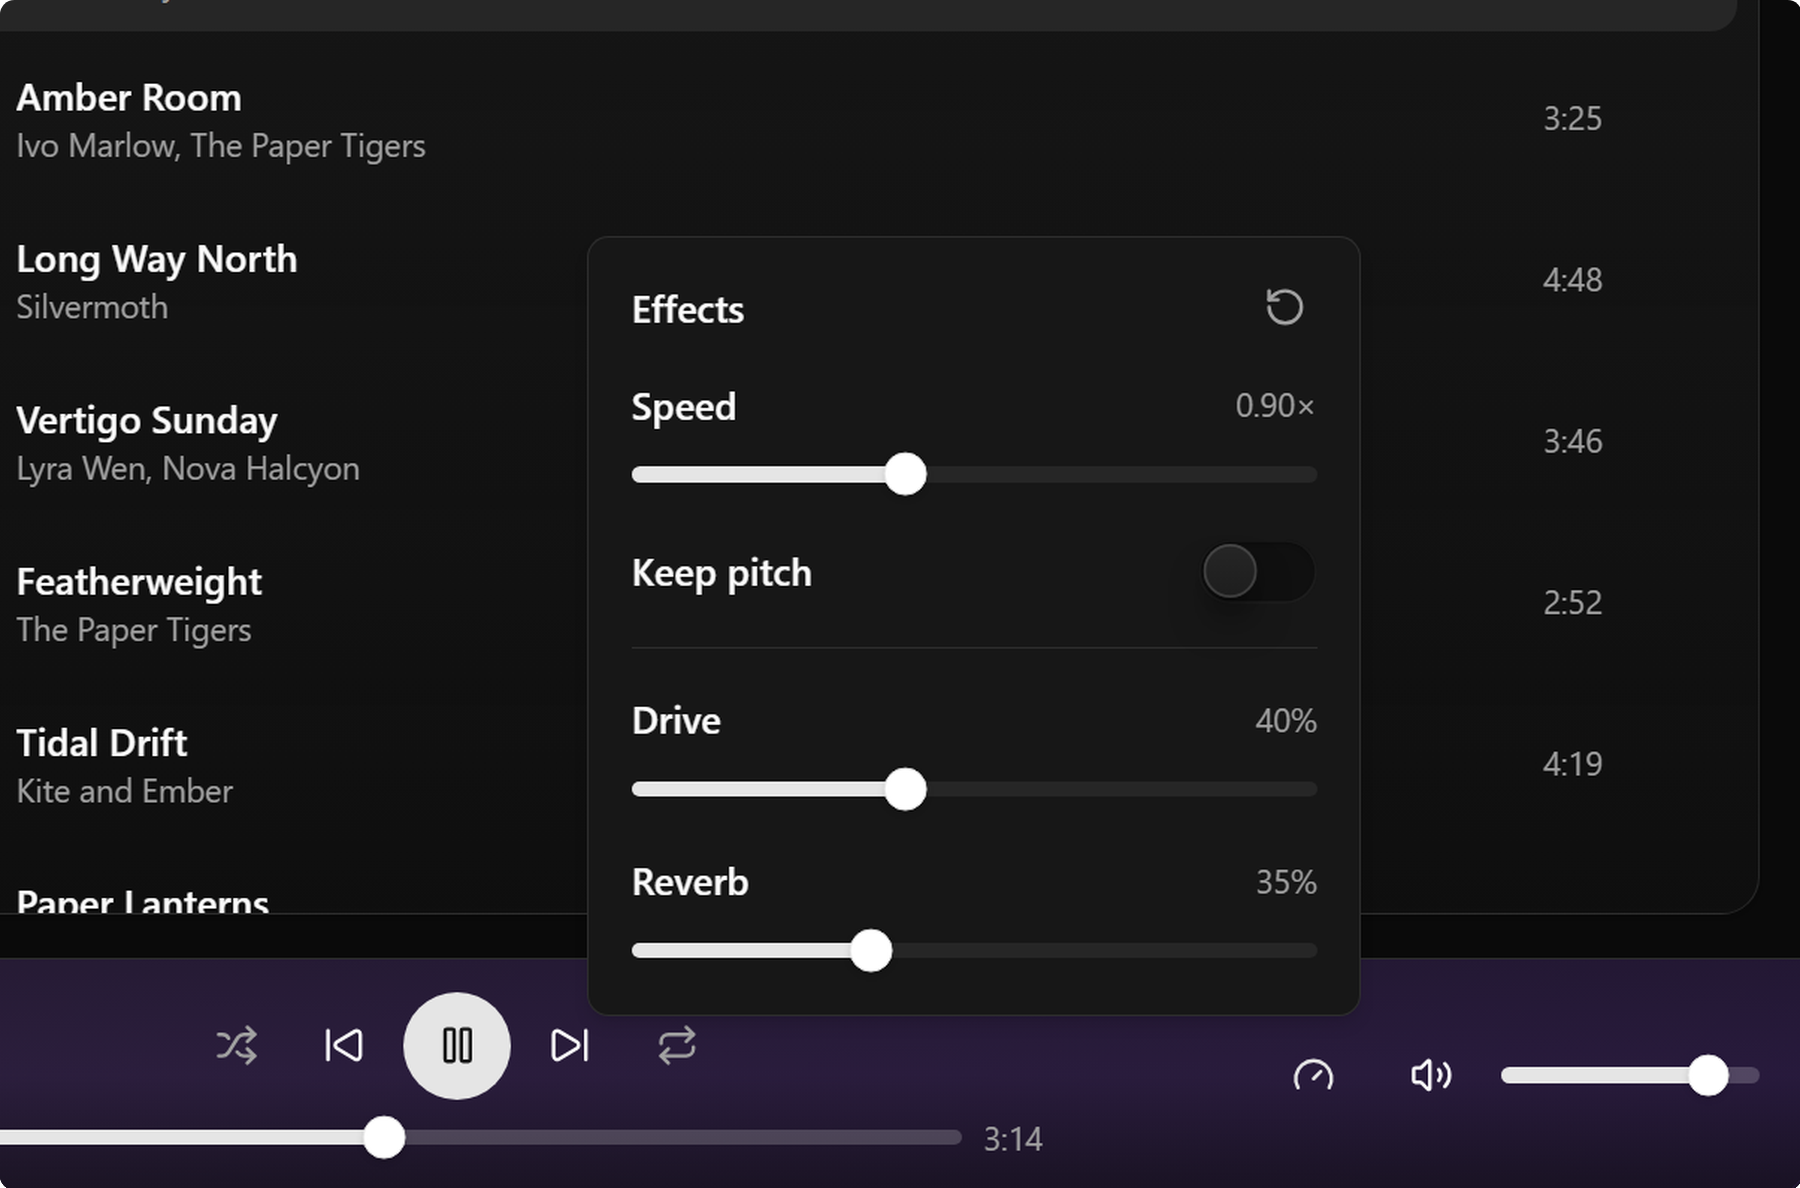 Amber Room
Ivo Marlow, The Paper Tigers
3:25
Long Way North
Silvermoth
4:48
Vertigo Sunday
Lyra Wen, Nova Halcyon
3:46
Featherweight
The Paper Tigers
2:52
Tidal Drift
Kite and Ember
4:19
Paper Lanterns
Effects
Speed 0.90×
Keep pitch
Drive 40%
Reverb 35%
3:14